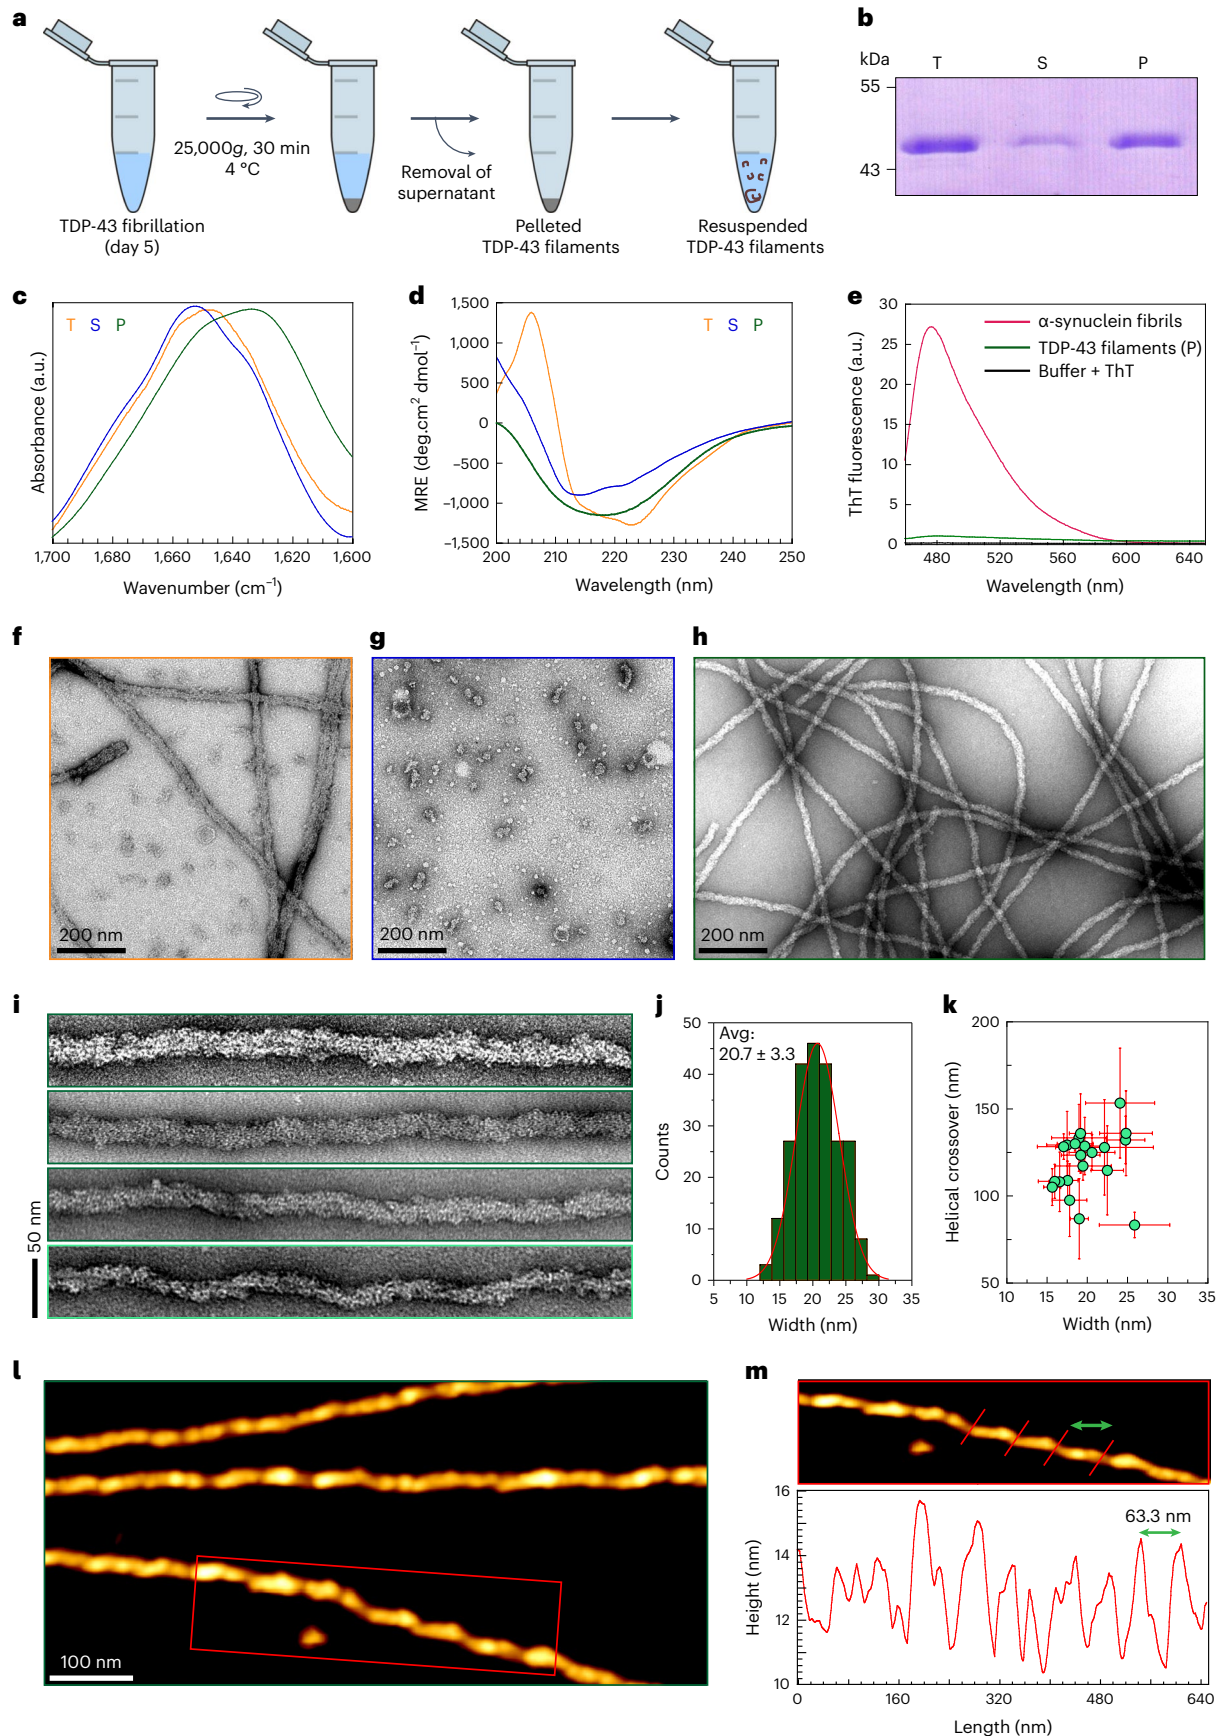 a
25,000g, 30 min
4 °C
Removal of
supernatant
TDP-43 fibrillation
(day 5)
Pelleted
TDP-43 filaments
Resuspended
TDP-43 filaments
b
kDa
T S P
55
43
c
T S P
Absorbance (a.u.)
1,700 1,680 1,660 1,640 1,620 1,600
Wavenumber (cm⁻¹)
d
T S P
MRE (deg.cm² dmol⁻¹)
1,500
1,000
500
0
−500
−1,000
−1,500
200 210 220 230 240 250
Wavelength (nm)
e
ThT fluorescence (a.u.)
30
25
20
15
10
5
0
α-synuclein fibrils
TDP-43 filaments (P)
Buffer + ThT
480 520 560 600 640
Wavelength (nm)
f
200 nm
g
200 nm
h
200 nm
i
50 nm
j
Avg:
20.7 ± 3.3
Counts
50
40
30
20
10
0
5 10 15 20 25 30 35
Width (nm)
k
Helical crossover (nm)
200
150
100
50
10 15 20 25 30 35
Width (nm)
l
100 nm
m
63.3 nm
Height (nm)
16
14
12
10
0 160 320 480 640
Length (nm)